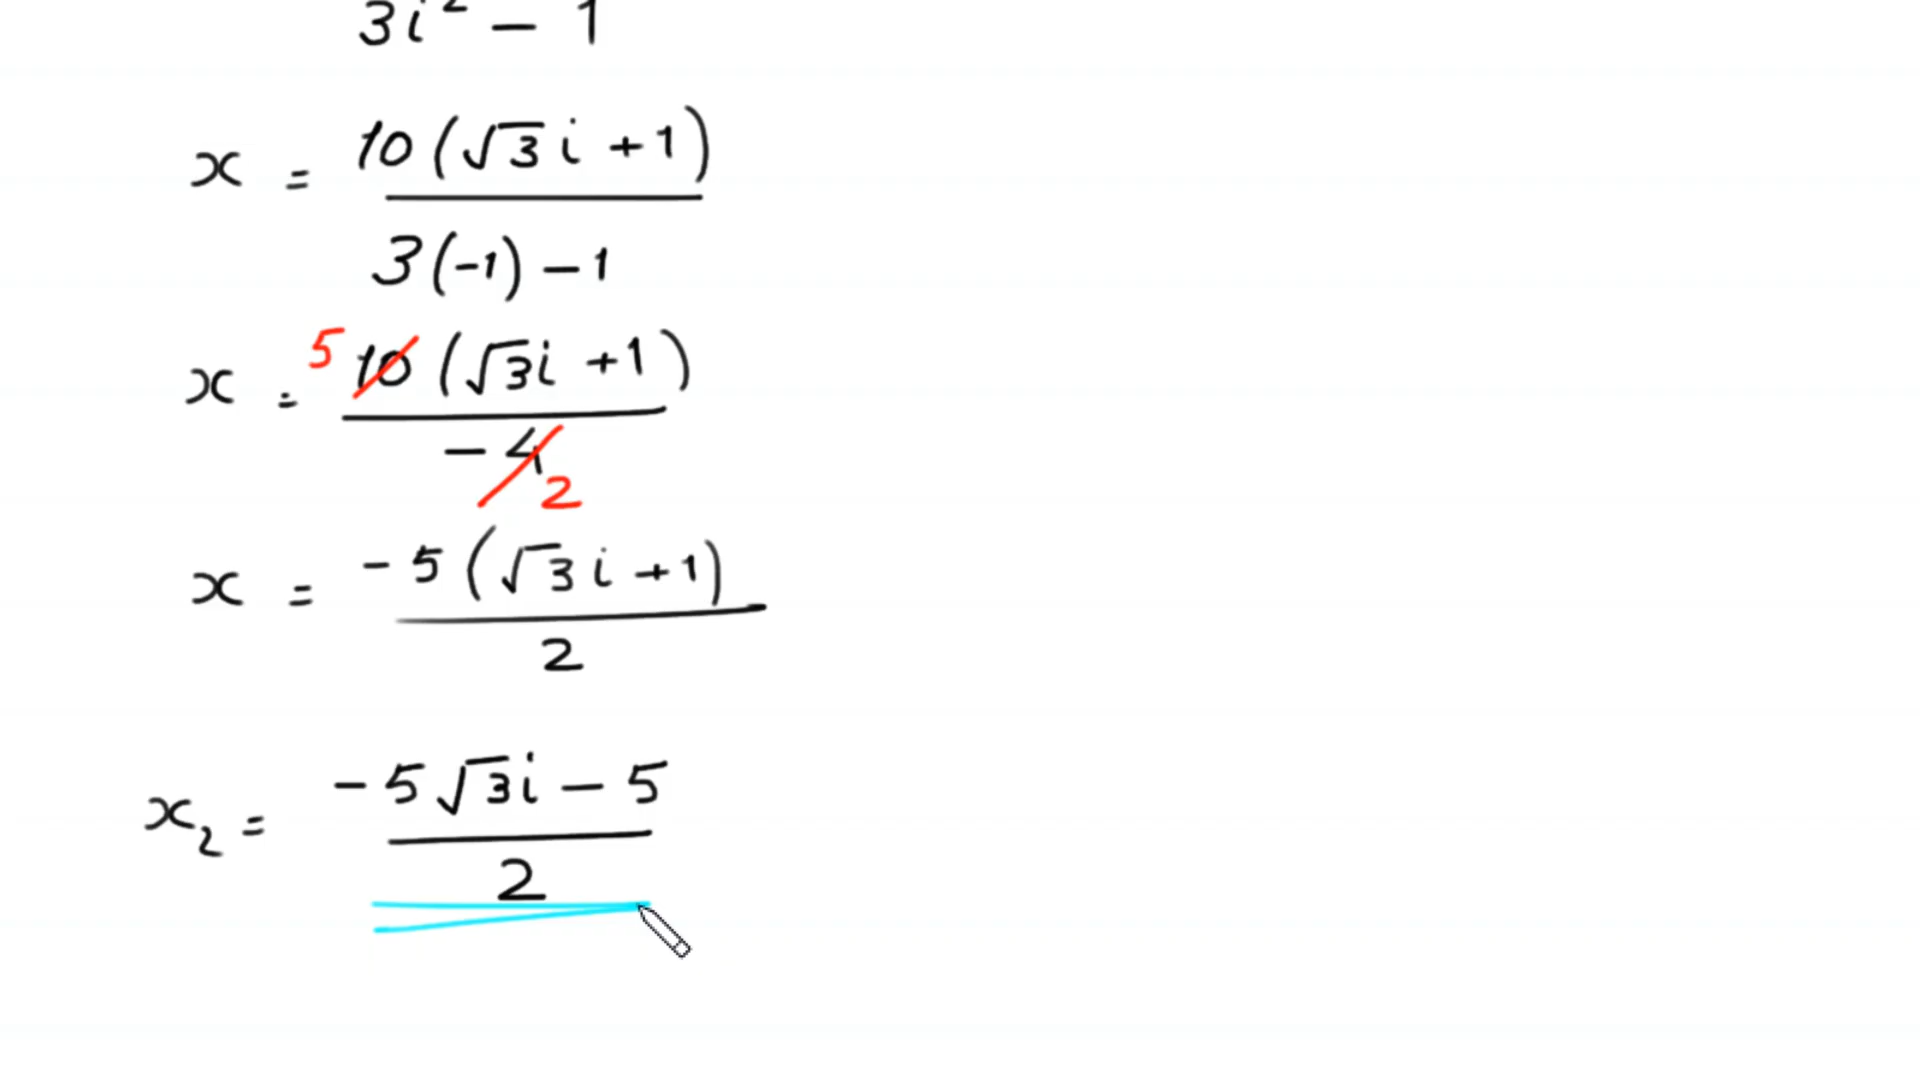 3i² − 1
x = 10(√3 i + 1)
3(-1) − 1
x = 5 10(√3i + 1)
− 4 2
x = −5(√3 i + 1)
2
x₂ = −5√3i − 5
2